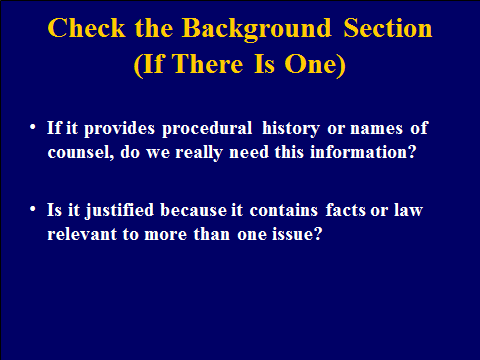 Check the Background Section
(If There Is One)
• If it provides procedural history or names of
counsel, do we really need this information?
• Is it justified because it contains facts or law
relevant to more than one issue?